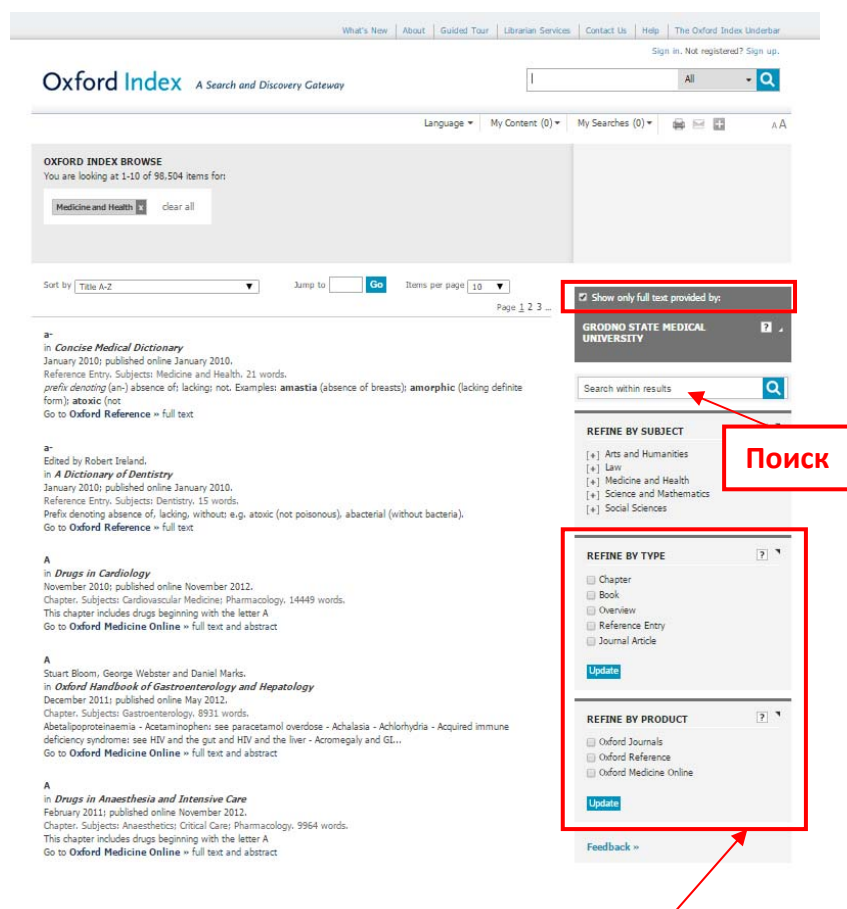 What's New | About | Guided Tour | Librarian Services | Contact Us | Help | The Oxford Index Underbar
Sign in. Not registered? Sign up.
Oxford Index A Search and Discovery Gateway
All
Language My Content (0) My Searches (0) A A
OXFORD INDEX BROWSE
You are looking at 1-10 of 98,504 items for:
Medicine and Health x clear all
Sort by Title A-Z Jump to Go Items per page 10
Page 1 2 3 ...
a-
in Concise Medical Dictionary
January 2010; published online January 2010.
Reference Entry. Subjects: Medicine and Health. 21 words.
prefix denoting (an-) absence of; lacking; not. Examples: amastia (absence of breasts); amorphic (lacking definite
form); atoxic (not
Go to Oxford Reference » full text
a-
Edited by Robert Ireland.
in A Dictionary of Dentistry
January 2010; published online January 2010.
Reference Entry. Subjects: Dentistry. 15 words.
Prefix denoting absence of, lacking, without; e.g. atoxic (not poisonous), abacterial (without bacteria).
Go to Oxford Reference » full text
A
in Drugs in Cardiology
November 2010; published online November 2012.
Chapter. Subjects: Cardiovascular Medicine; Pharmacology. 14449 words.
This chapter includes drugs beginning with the letter A
Go to Oxford Medicine Online » full text and abstract
A
Stuart Bloom, George Webster and Daniel Marks.
in Oxford Handbook of Gastroenterology and Hepatology
December 2011; published online May 2012.
Chapter. Subjects: Gastroenterology. 8931 words.
Abetalipoproteinaemia - Acetaminophen: see paracetamol overdose - Achalasia - Achlorhydria - Acquired immune
deficiency syndrome: see HIV and the gut and HIV and the liver - Acromegaly and GI...
Go to Oxford Medicine Online » full text and abstract
A
in Drugs in Anaesthesia and Intensive Care
February 2011; published online November 2012.
Chapter. Subjects: Anaesthetics; Critical Care; Pharmacology. 9964 words.
This chapter includes drugs beginning with the letter A
Go to Oxford Medicine Online » full text and abstract
Show only full text provided by:
GRODNO STATE MEDICAL ?
UNIVERSITY
Search within results
REFINE BY SUBJECT
[+] Arts and Humanities
[+] Law
[+] Medicine and Health
[+] Science and Mathematics
[+] Social Sciences
Поиск
REFINE BY TYPE ?
Chapter
Book
Overview
Reference Entry
Journal Article
Update
REFINE BY PRODUCT ?
Oxford Journals
Oxford Reference
Oxford Medicine Online
Update
Feedback »